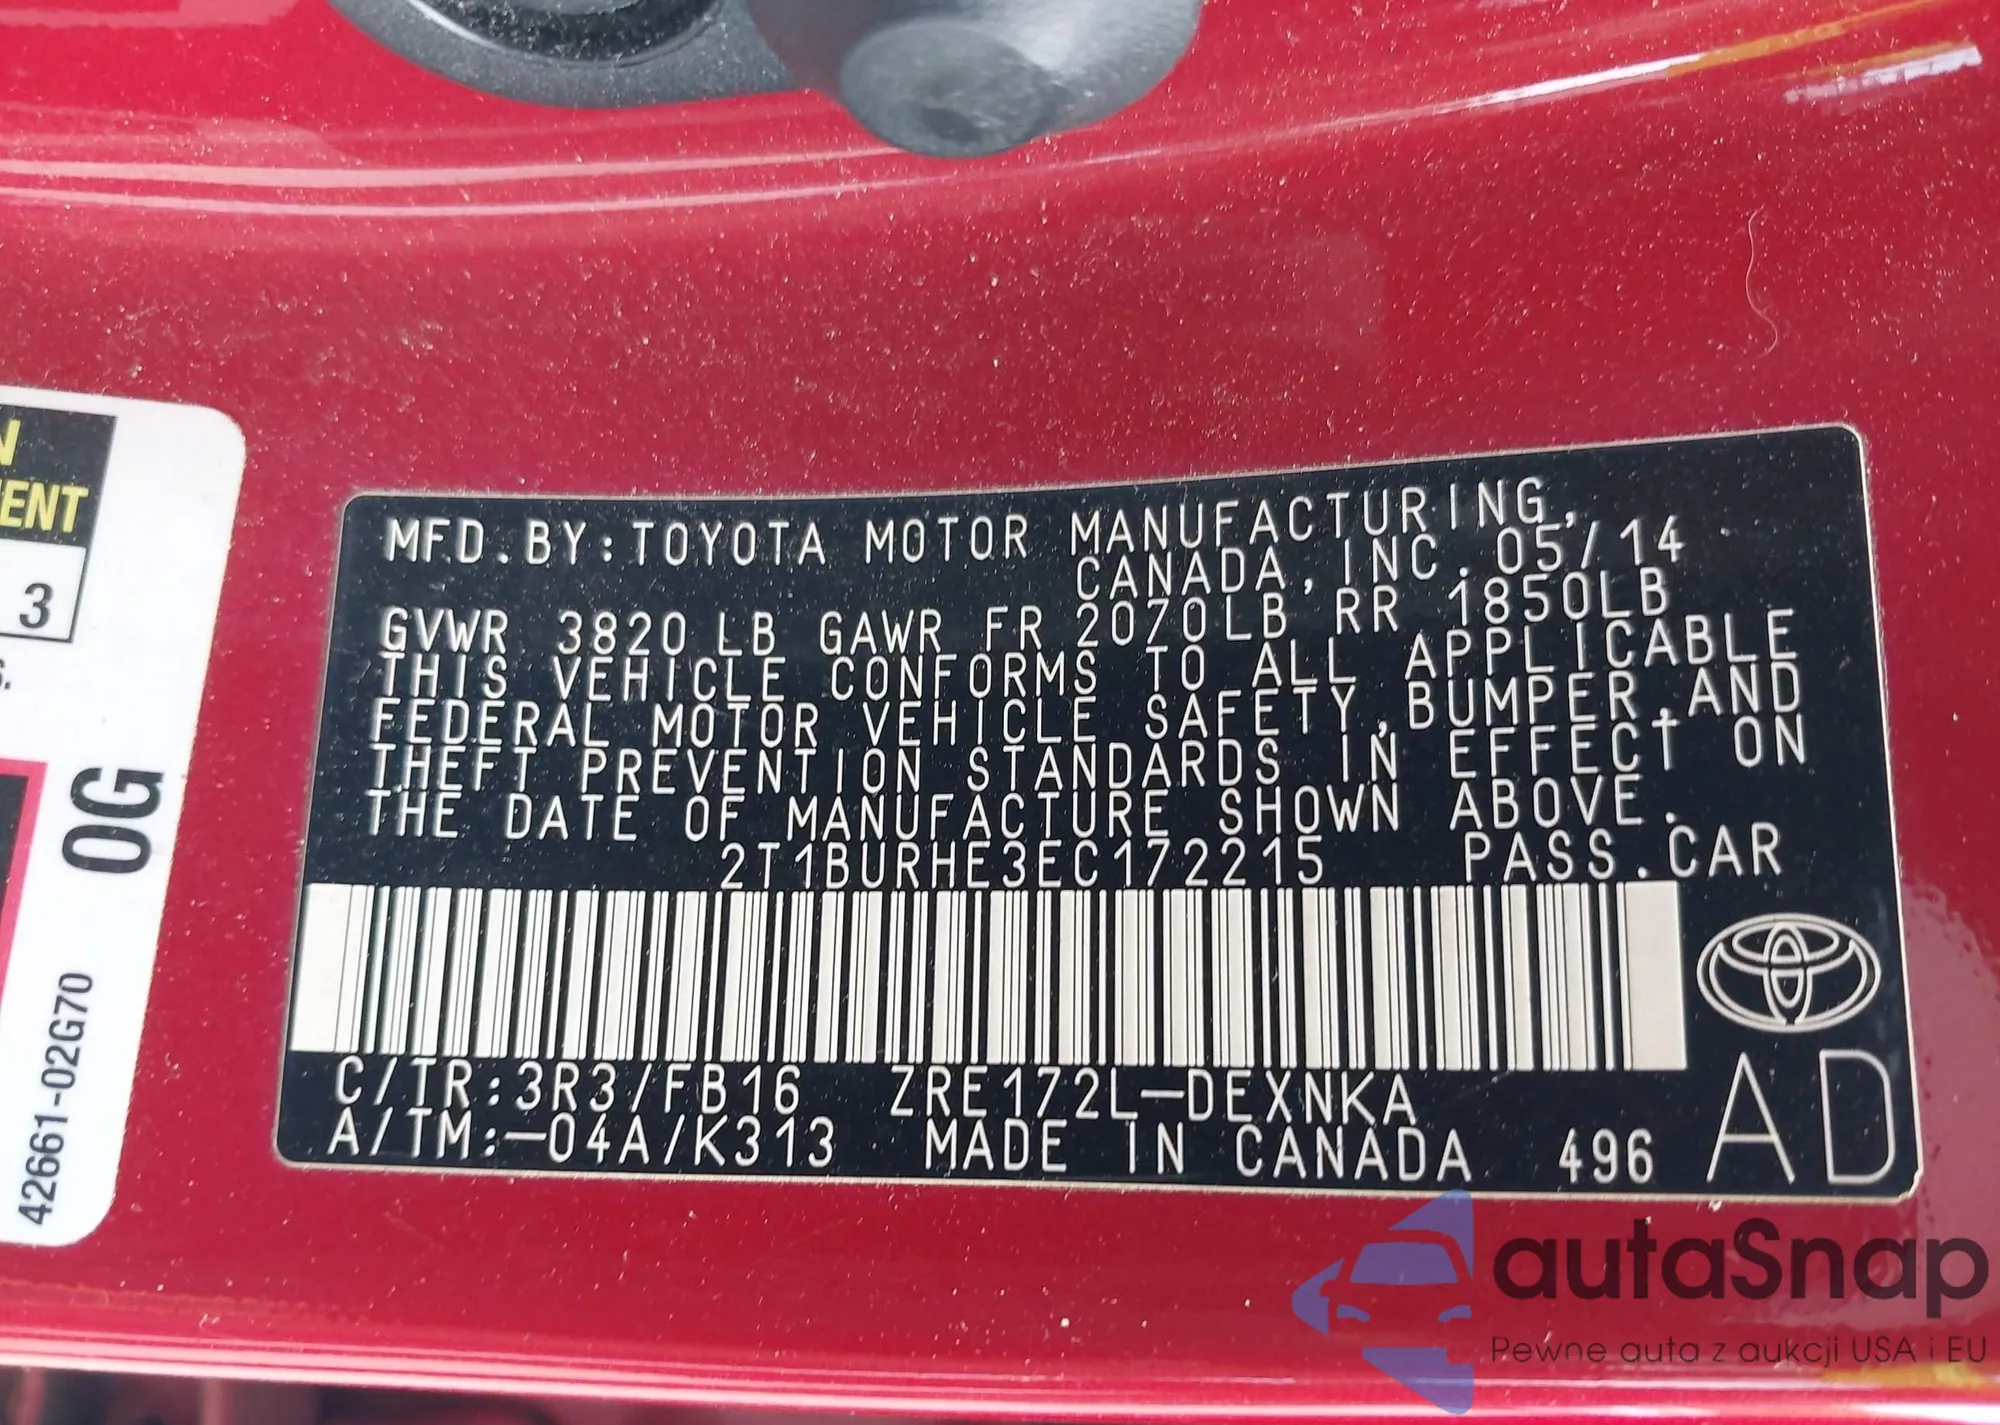 N
ENT
3
S.
0G
42661-02G70
MFD.BY:TOYOTA MOTOR MANUFACTURING,
CANADA, INC. 05/14
GVWR 3820 LB GAWR FR 2070LB RR 1850LB
THIS VEHICLE CONFORMS TO ALL APPLICABLE
FEDERAL MOTOR VEHICLE SAFETY,BUMPER,AND
THEFT PREVENTION STANDARDS IN EFFECT ON
THE DATE OF MANUFACTURE SHOWN ABOVE.
2T1BURHE3EC172215 PASS.CAR
C/TR:3R3/FB16 ZRE172L-DEXNKA
A/TM:-04A/K313 MADE IN CANADA 496
AD
autaSnap
Pewne auta z aukcji USA i EU